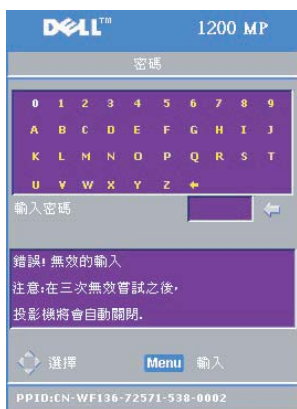 DELL™ 1200 MP
密碼
0 1 2 3 4 5 6 7 8 9
A B C D E F G H I J
K L M N O P Q R S T
U V W X Y Z ←
輸入密碼
錯誤! 無效的輸入
注意:在三次無效嘗試之後,
投影機將會自動關閉.
選擇 Menu 輸入
PPID:CN-WF136-72571-538-0002